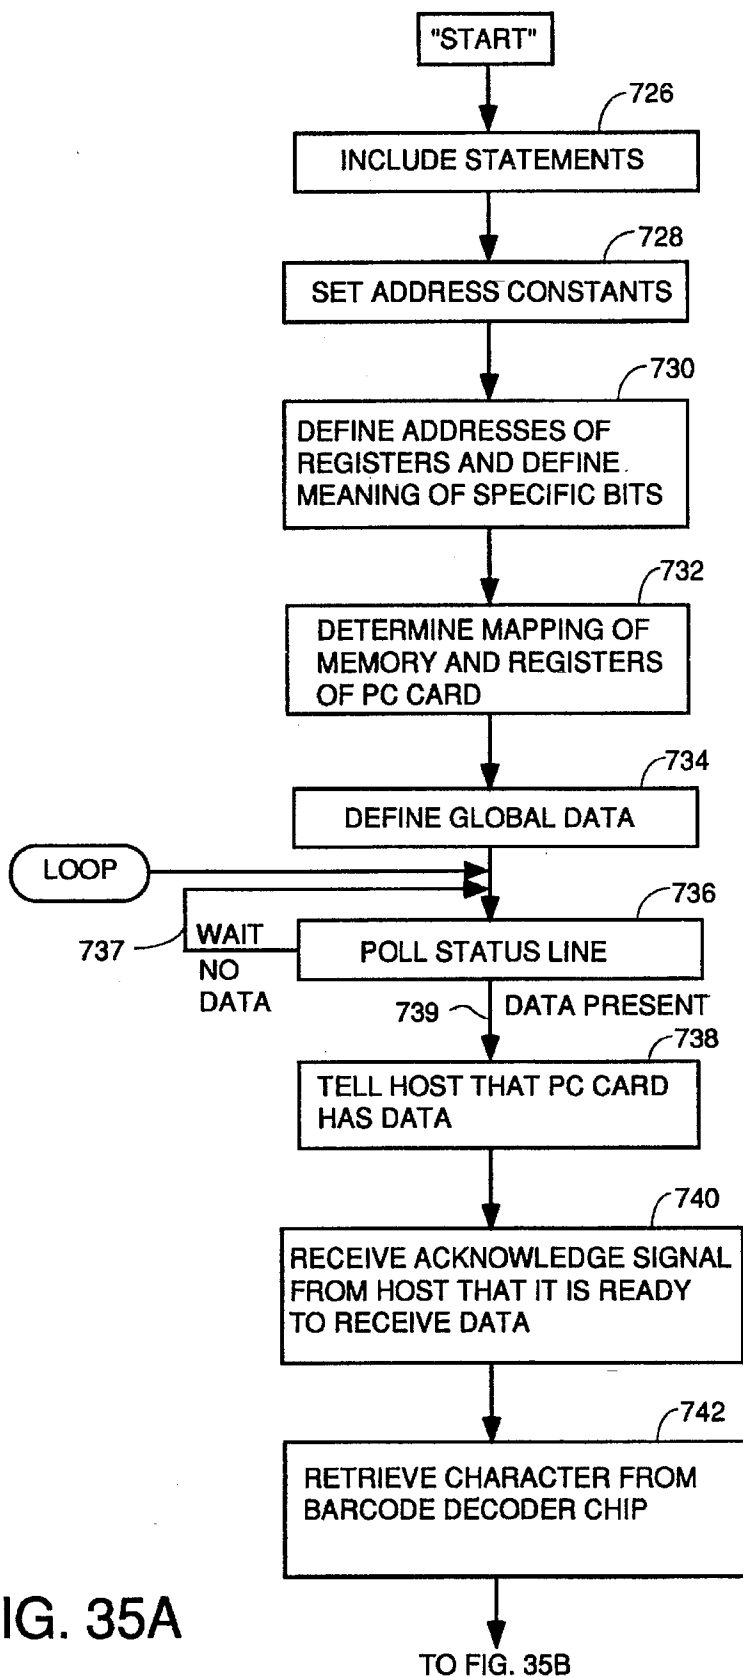 "START"
726
INCLUDE STATEMENTS
728
SET ADDRESS CONSTANTS
730
DEFINE ADDRESSES OF
REGISTERS AND DEFINE
MEANING OF SPECIFIC BITS
732
DETERMINE MAPPING OF
MEMORY AND REGISTERS
OF PC CARD
734
DEFINE GLOBAL DATA
LOOP
736
737
WAIT
NO
DATA
POLL STATUS LINE
739
DATA PRESENT
738
TELL HOST THAT PC CARD
HAS DATA
740
RECEIVE ACKNOWLEDGE SIGNAL
FROM HOST THAT IT IS READY
TO RECEIVE DATA
742
RETRIEVE CHARACTER FROM
BARCODE DECODER CHIP
IG. 35A
TO FIG. 35B